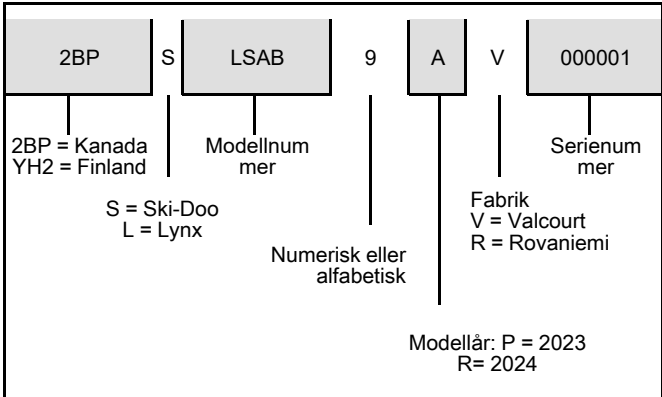 2BP S LSAB 9 A V 000001
2BP = Kanada
YH2 = Finland
Modellnum
mer
Serienum
mer
S = Ski-Doo
L = Lynx
Fabrik
V = Valcourt
R = Rovaniemi
Numerisk eller
alfabetisk
Modellår: P = 2023
R= 2024